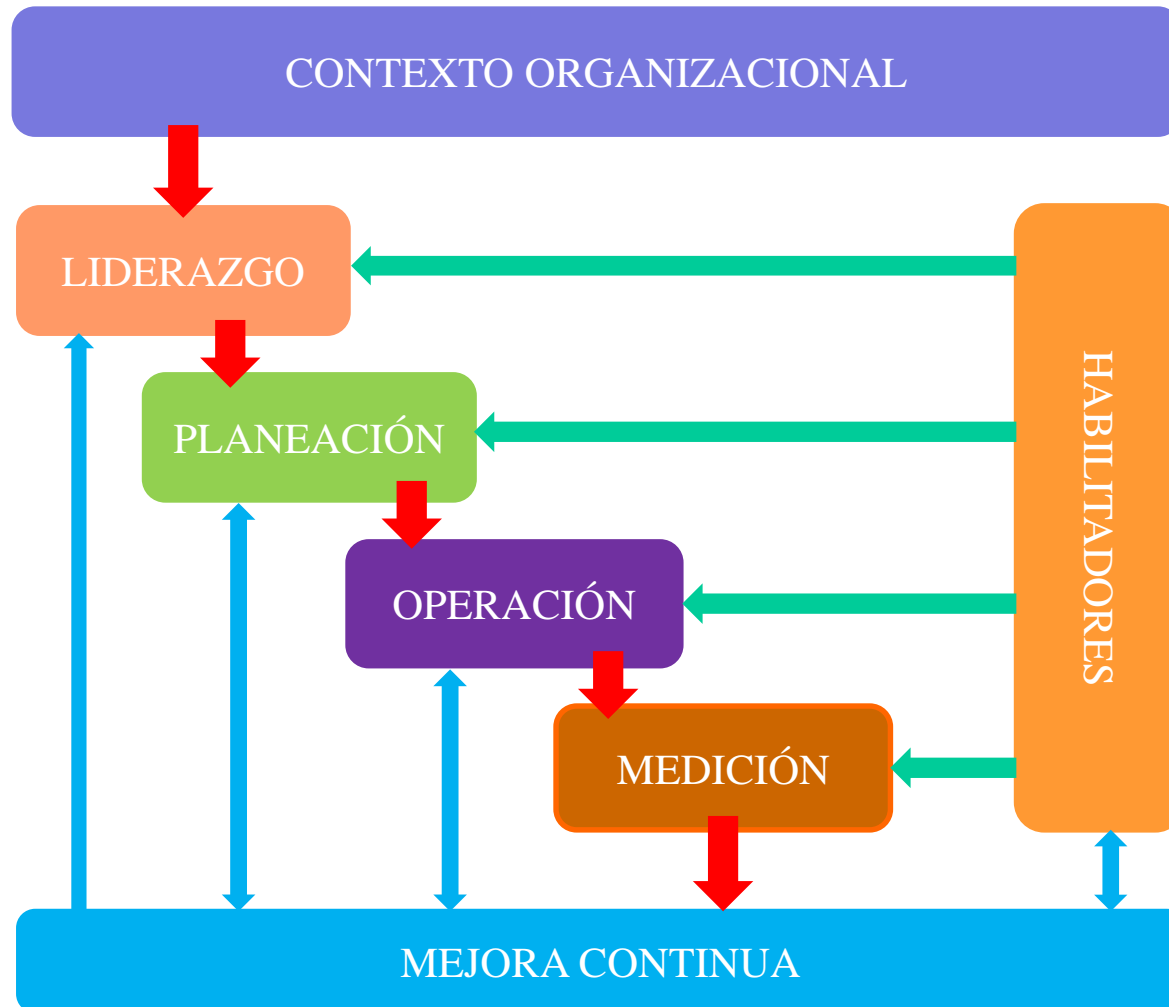 CONTEXTO ORGANIZACIONAL
LIDERAZGO
PLANEACIÓN
OPERACIÓN
MEDICIÓN
HABILITADORES
MEJORA CONTINUA